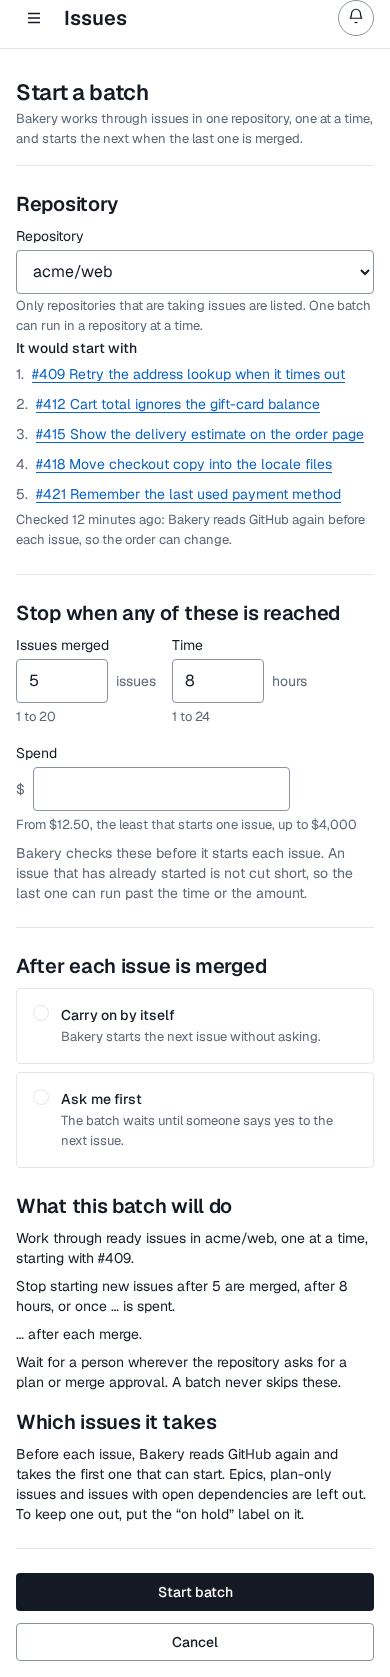 Issues
Start a batch
Bakery works through issues in one repository, one at a time,
and starts the next when the last one is merged.
Repository
Repository
acme/web
Only repositories that are taking issues are listed. One batch
can run in a repository at a time.
It would start with
1. #409 Retry the address lookup when it times out
2. #412 Cart total ignores the gift-card balance
3. #415 Show the delivery estimate on the order page
4. #418 Move checkout copy into the locale files
5. #421 Remember the last used payment method
Checked 12 minutes ago: Bakery reads GitHub again before
each issue, so the order can change.
Stop when any of these is reached
Issues merged Time
5 issues 8 hours
1 to 20 1 to 24
Spend
$
From $12.50, the least that starts one issue, up to $4,000
Bakery checks these before it starts each issue. An
issue that has already started is not cut short, so the
last one can run past the time or the amount.
After each issue is merged
Carry on by itself
Bakery starts the next issue without asking.
Ask me first
The batch waits until someone says yes to the
next issue.
What this batch will do
Work through ready issues in acme/web, one at a time,
starting with #409.
Stop starting new issues after 5 are merged, after 8
hours, or once … is spent.
… after each merge.
Wait for a person wherever the repository asks for a
plan or merge approval. A batch never skips these.
Which issues it takes
Before each issue, Bakery reads GitHub again and
takes the first one that can start. Epics, plan-only
issues and issues with open dependencies are left out.
To keep one out, put the “on hold” label on it.
Start batch
Cancel